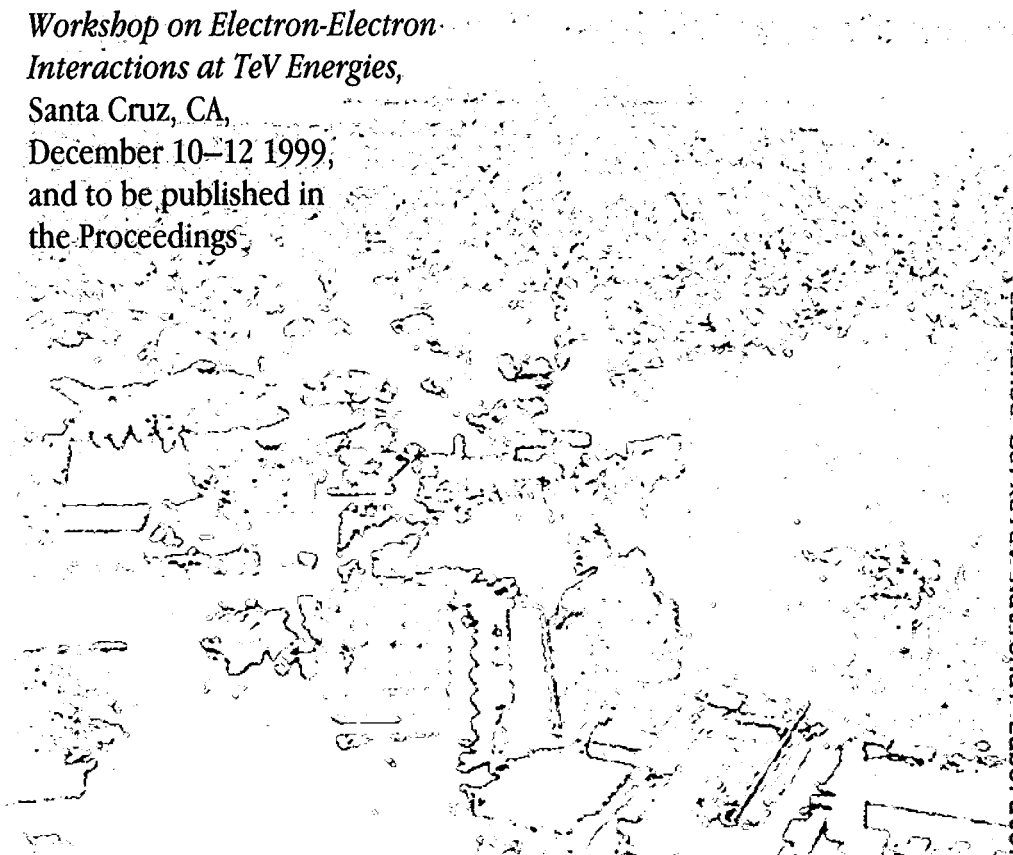 Workshop on Electron-Electron
Interactions at TeV Energies,
Santa Cruz, CA,
December 10–12 1999,
and to be published in
the Proceedings